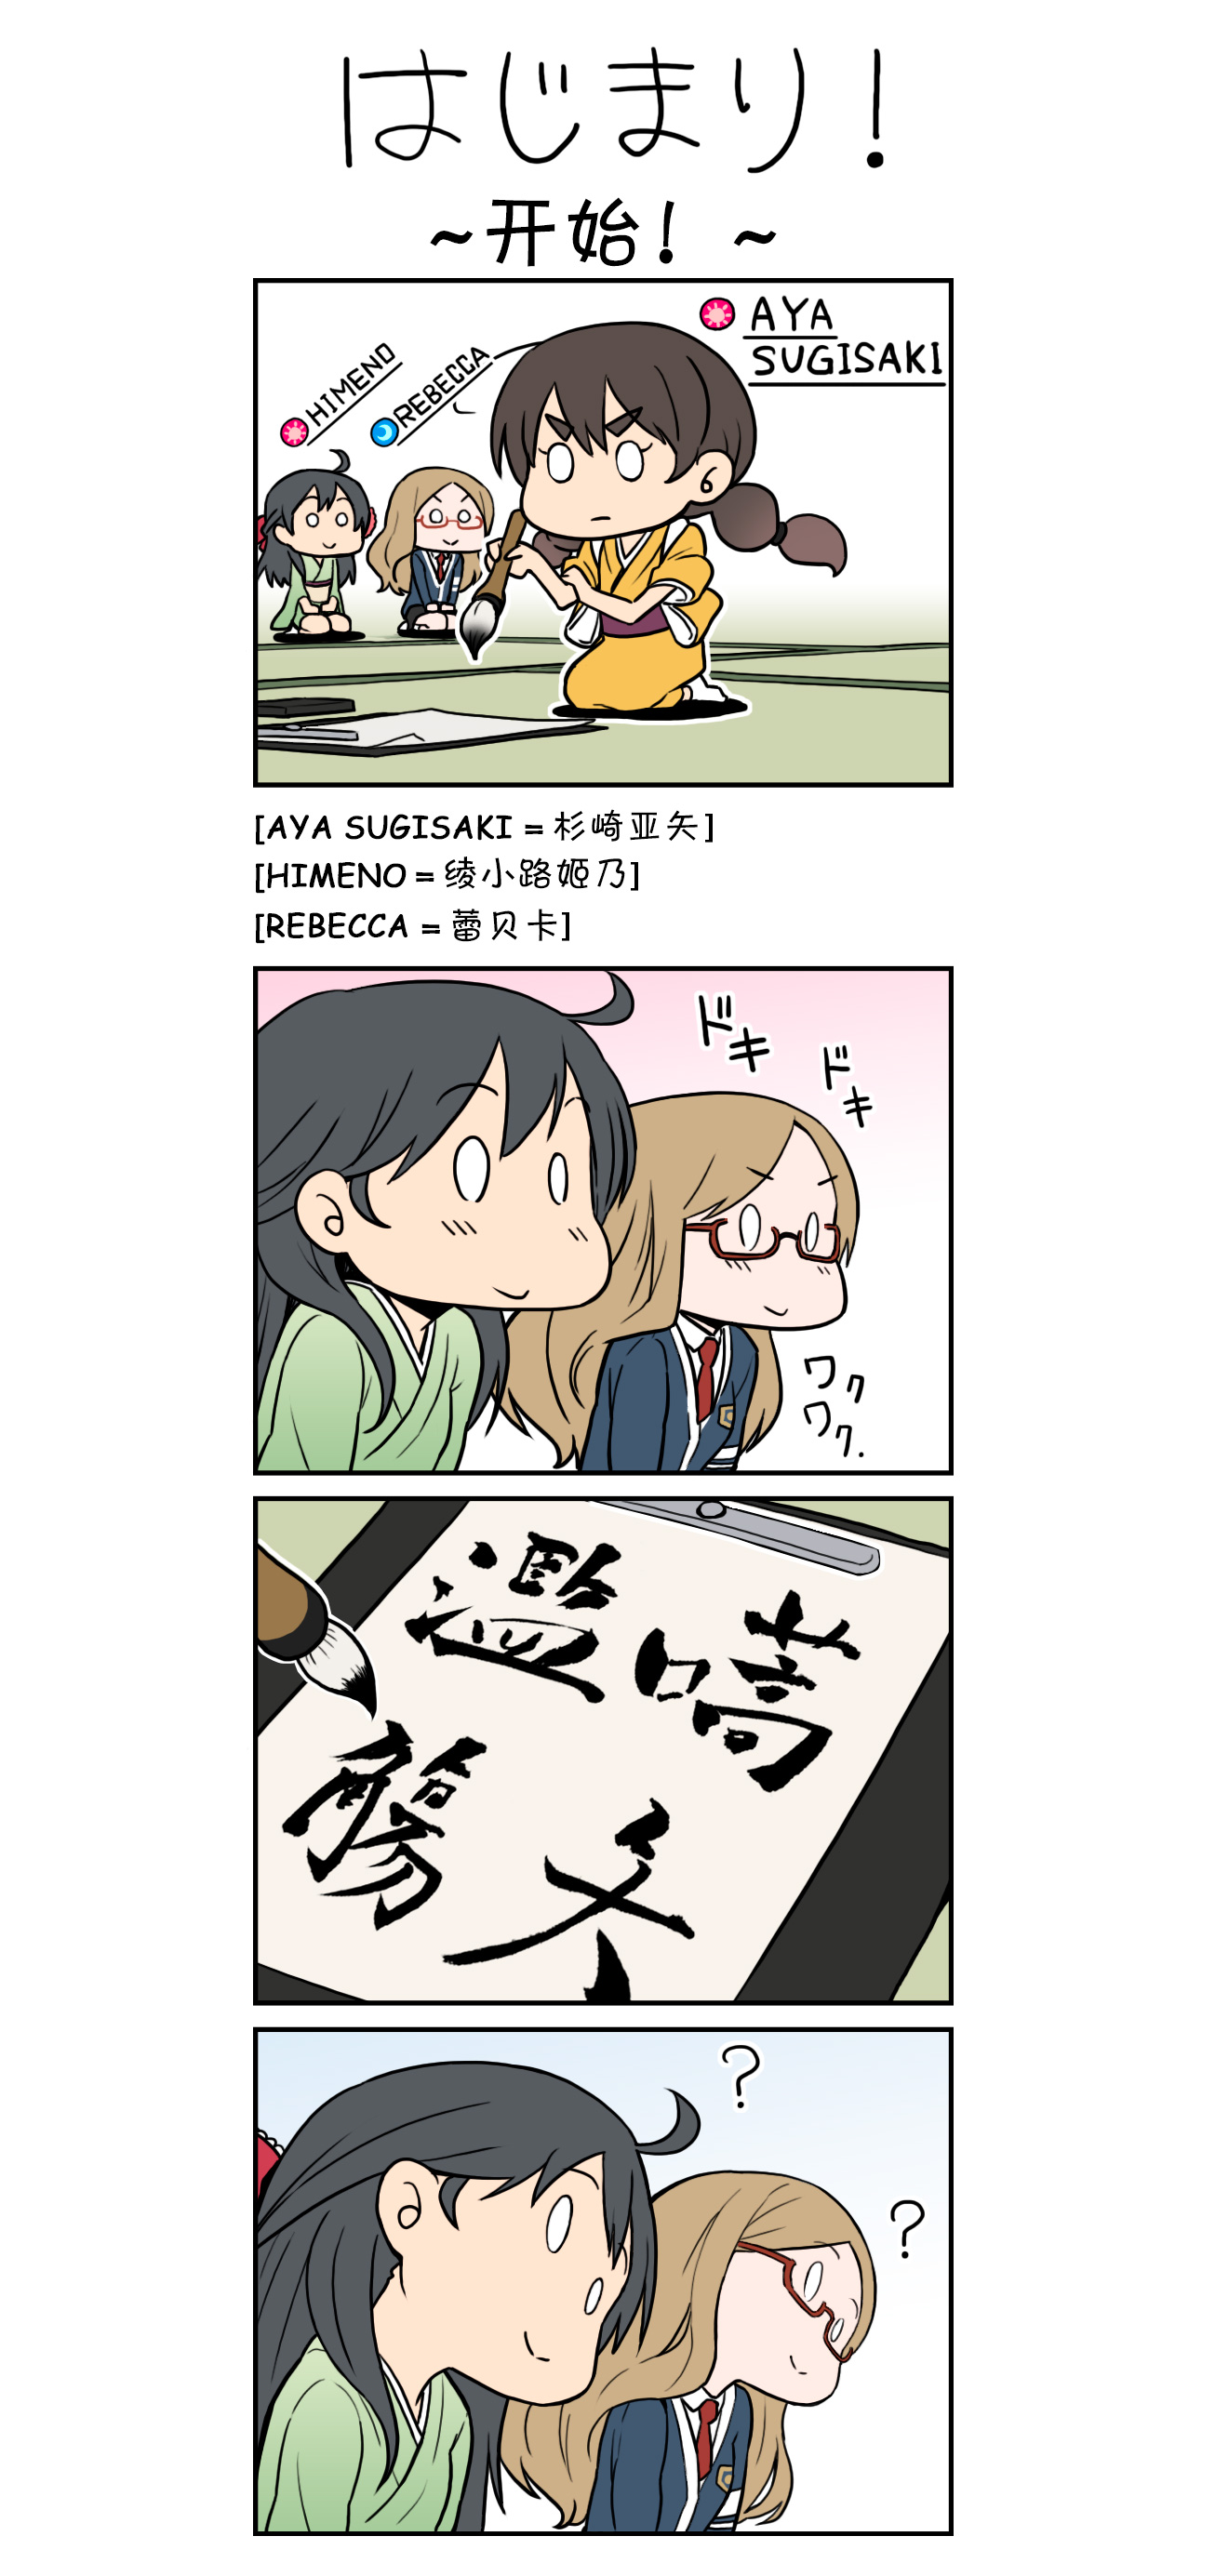 はじまり!
~开始! ~
AYA
SUGISAKI
HIMENO
REBECCA
[AYA SUGISAKI = 杉崎亚矢]
[HIMENO = 绫小路姬乃]
[REBECCA = 蕾贝卡]
ドキ
ドキ
ワク
ワク.
?
?